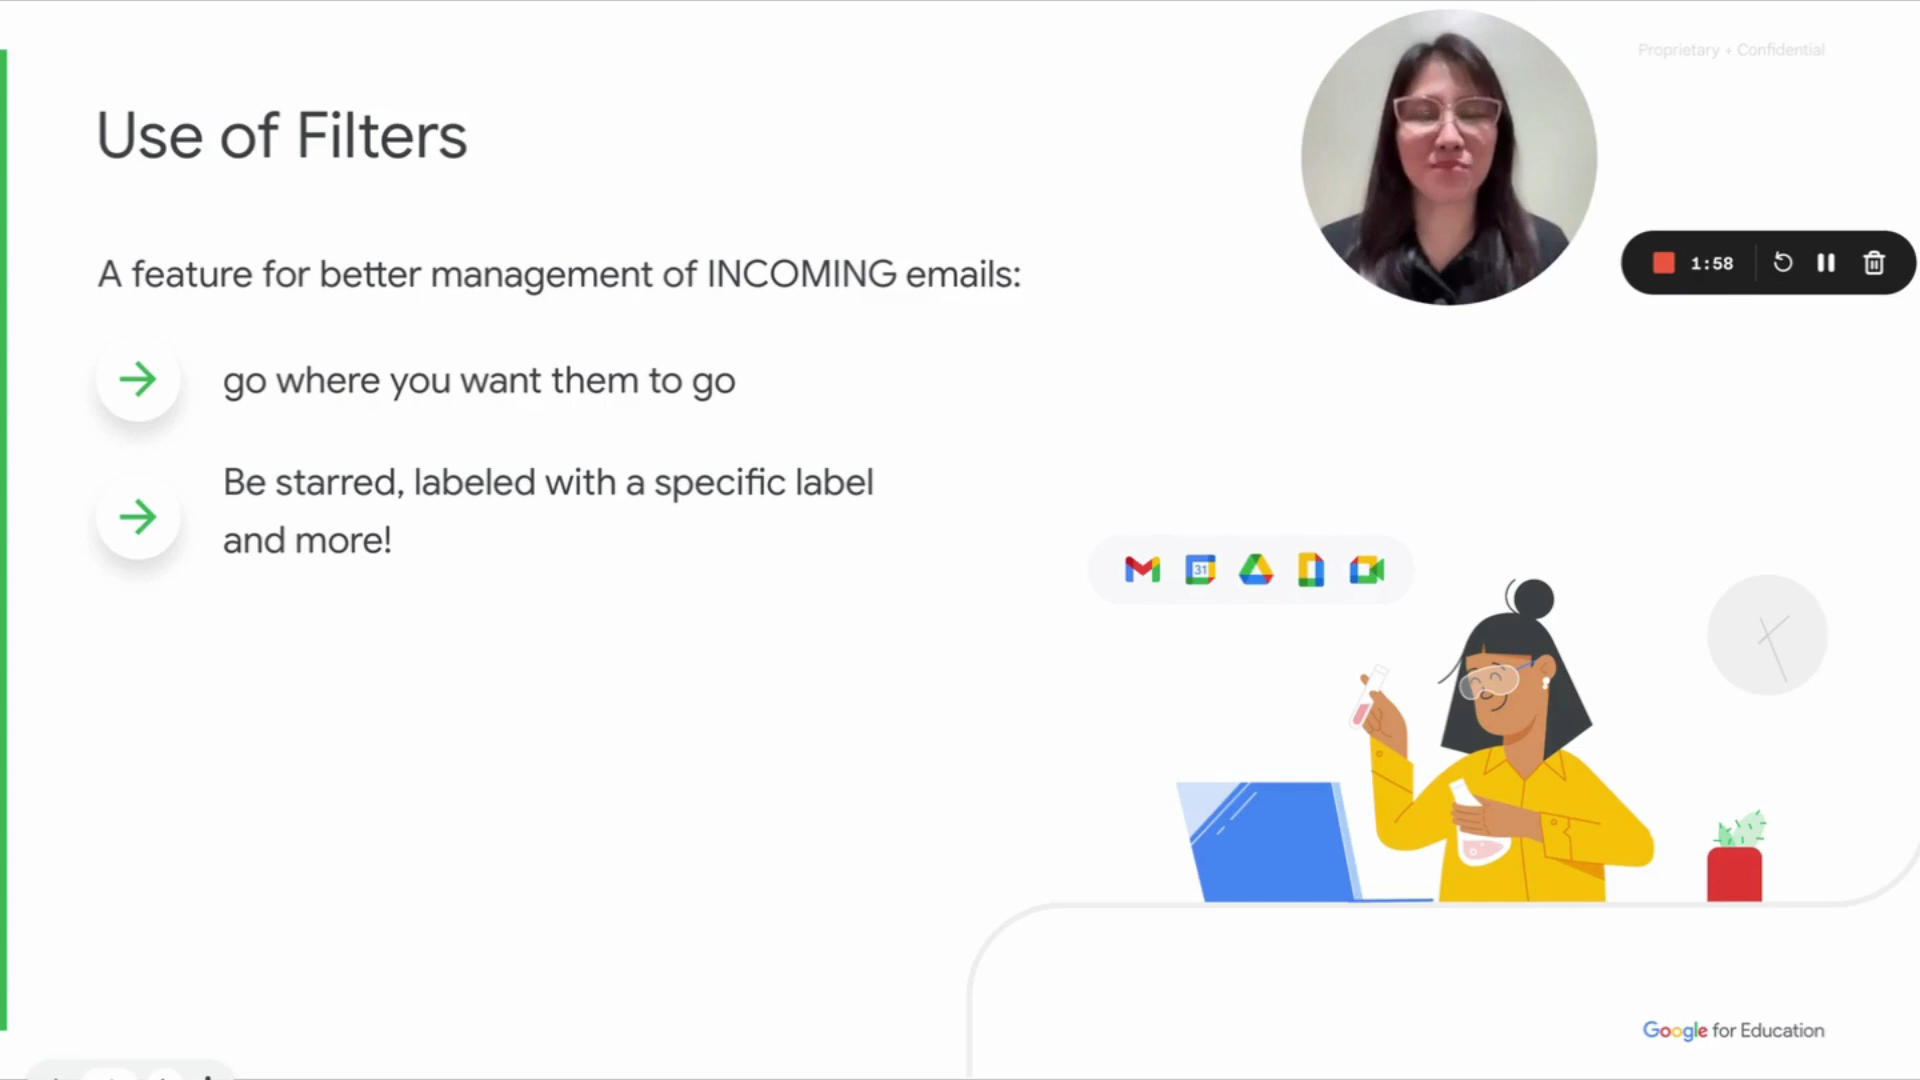 Proprietary + Confidential
Use of Filters
1:58
A feature for better management of INCOMING emails:
go where you want them to go
Be starred, labeled with a specific label
and more!
31
Google for Education